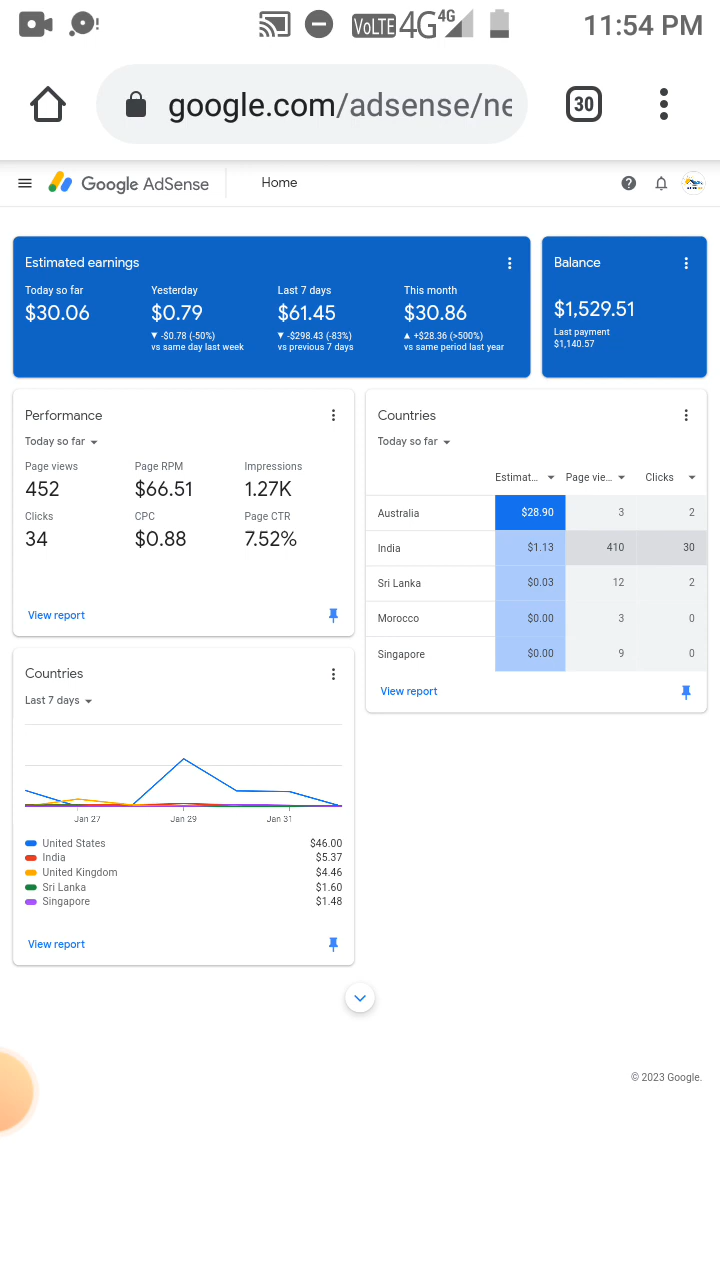 VoLTE 4G 4G 11:54 PM
google.com/adsense/ne 30
Google AdSense Home
Estimated earnings
Today so far Yesterday Last 7 days This month
$30.06 $0.79 $61.45 $30.86
▼ -$0.78 (-50%) ▼ -$298.43 (-83%) ▲ +$28.36 (>500%)
vs same day last week vs previous 7 days vs same period last year
Balance
$1,529.51
Last payment
$1,140.57
Performance
Today so far
Page views Page RPM Impressions
452 $66.51 1.27K
Clicks CPC Page CTR
34 $0.88 7.52%
View report
Countries
Today so far
Estimat... Page vie... Clicks
Australia $28.90 3 2
India $1.13 410 30
Sri Lanka $0.03 12 2
Morocco $0.00 3 0
Singapore $0.00 9 0
View report
Countries
Last 7 days
Jan 27 Jan 29 Jan 31
United States $46.00
India $5.37
United Kingdom $4.46
Sri Lanka $1.60
Singapore $1.48
View report
© 2023 Google.